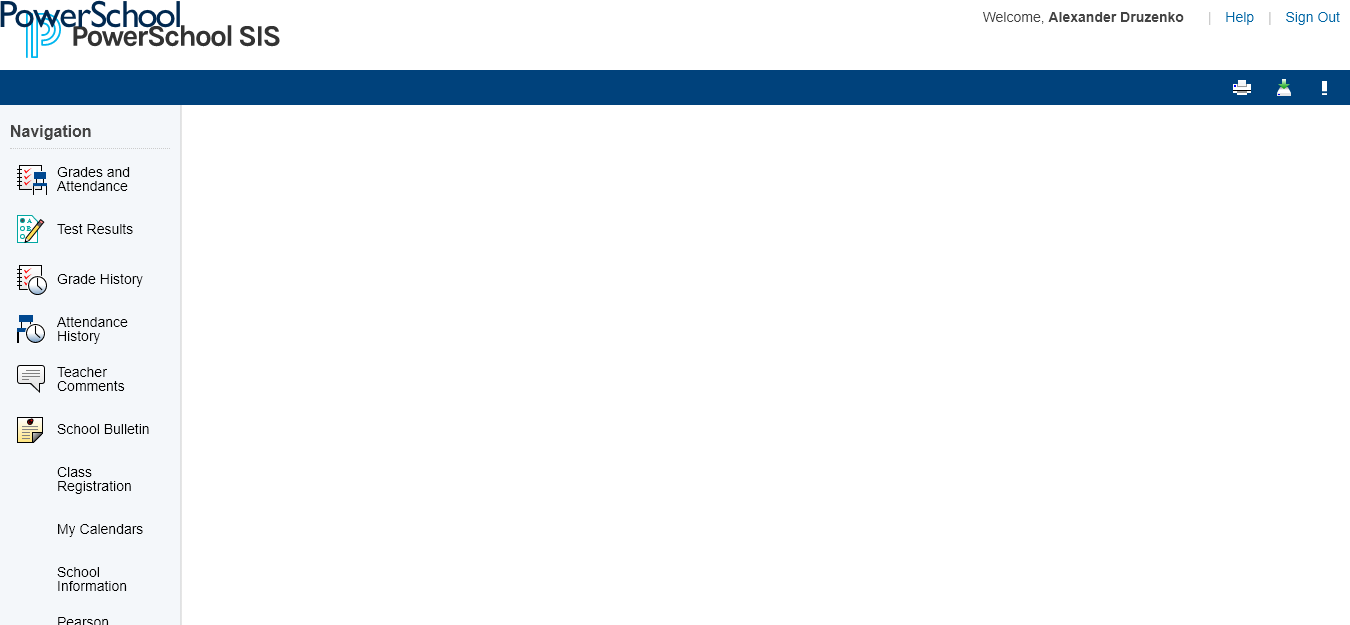 PowerSchool
PowerSchool SIS
Welcome, Alexander Druzenko | Help | Sign Out
Navigation
Grades and
Attendance
Test Results
Grade History
Attendance
History
Teacher
Comments
School Bulletin
Class
Registration
My Calendars
School
Information
Pearson